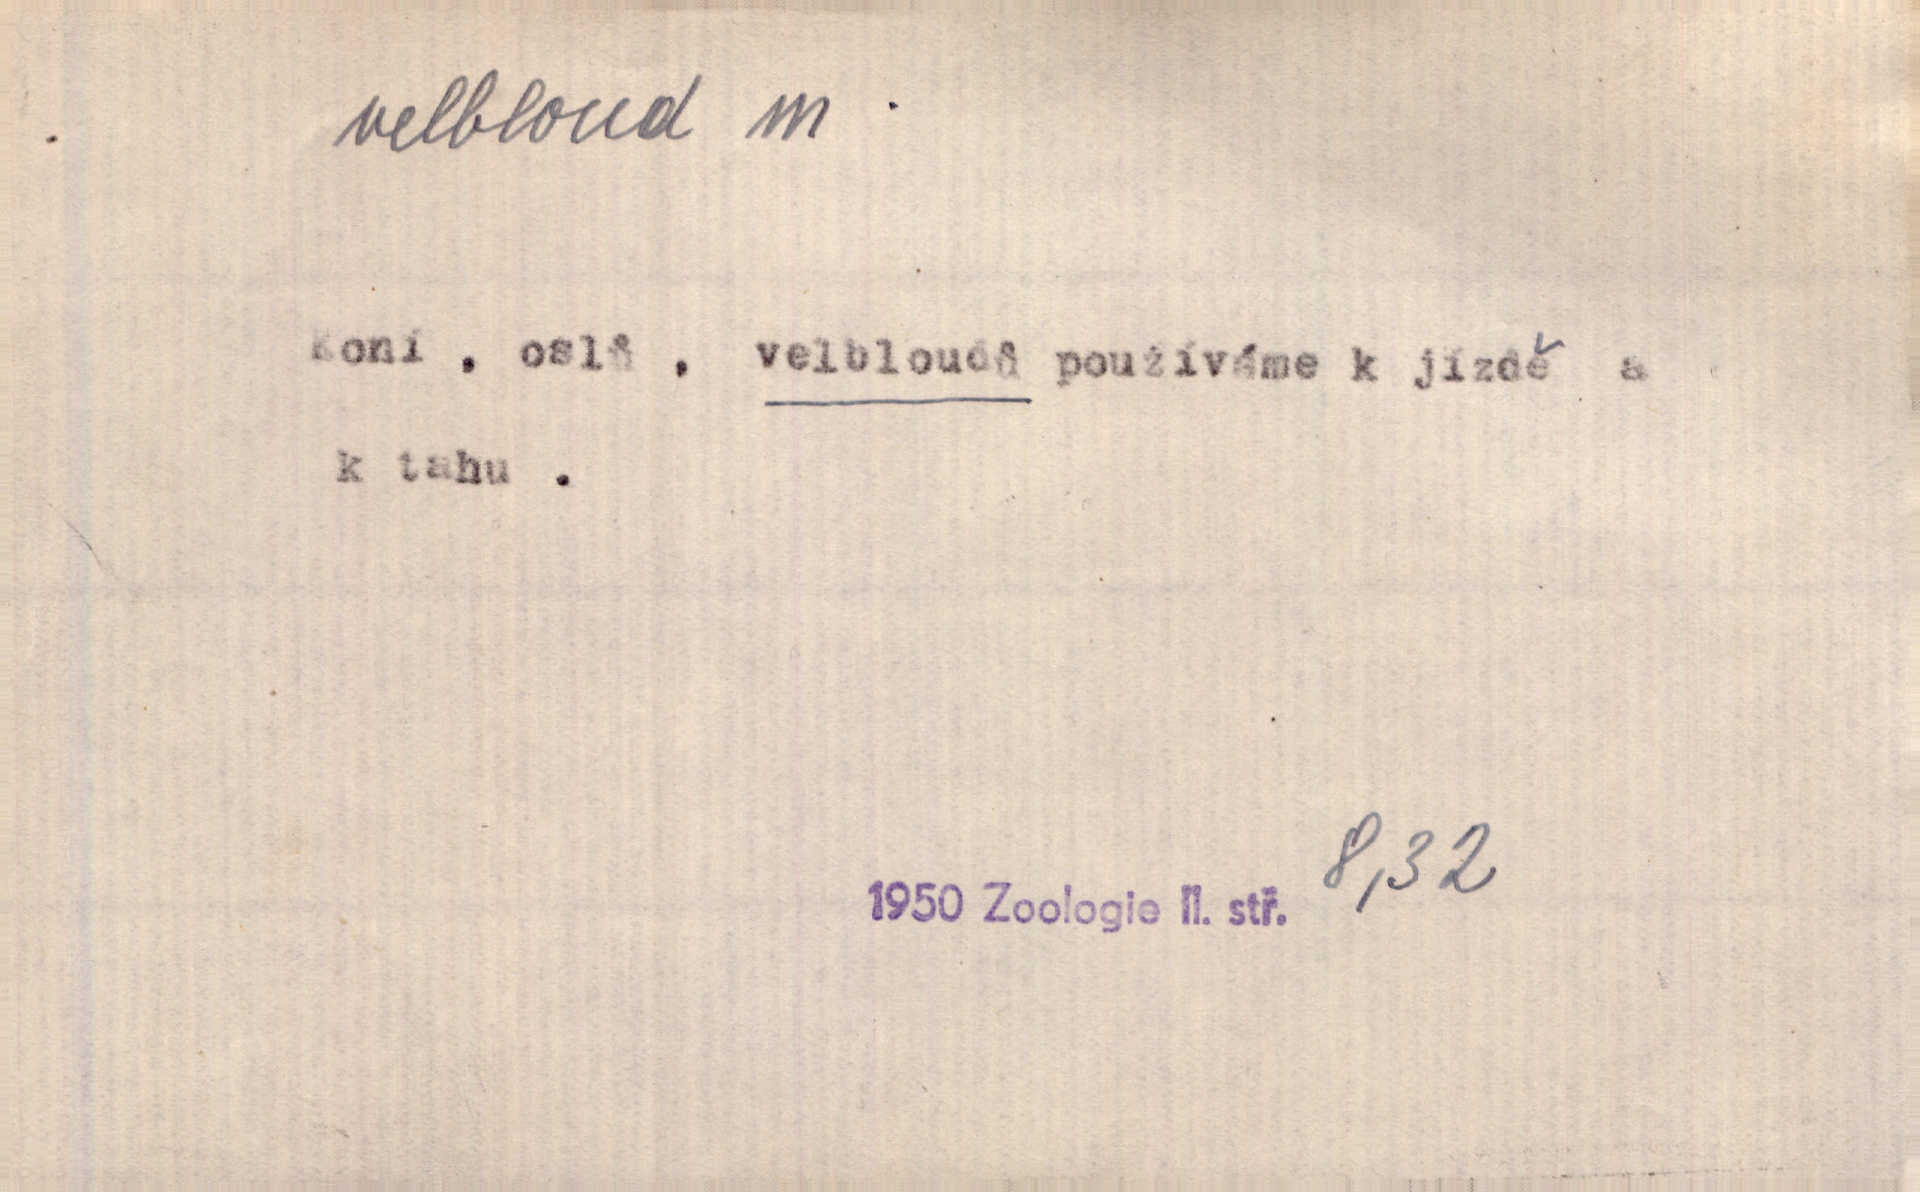 velbloud m
Koní , oslů , velbloudů používáme k jízdě a
k tahu .
8,32
1950 Zoologie II. stř.